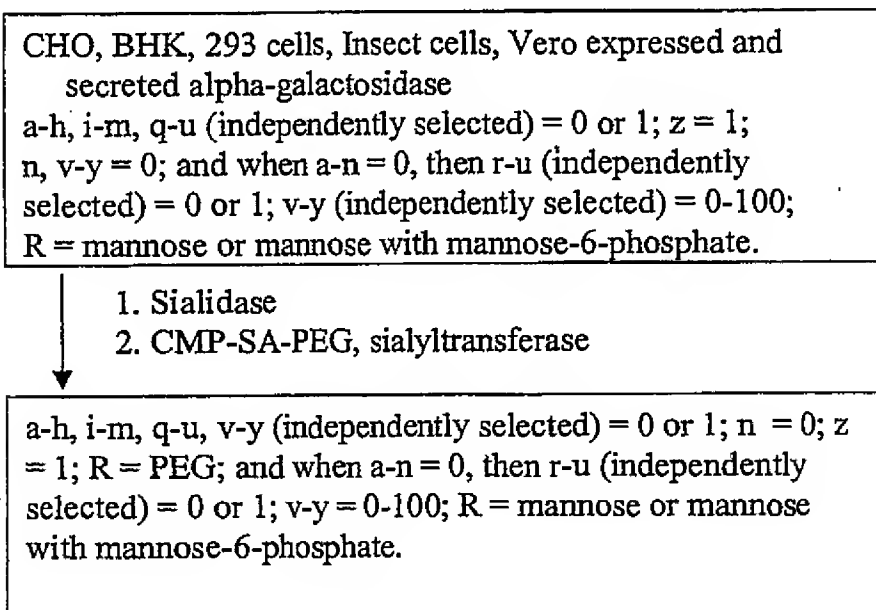 CHO, BHK, 293 cells, Insect cells, Vero expressed and
secreted alpha-galactosidase
a-h, i-m, q-u (independently selected) = 0 or 1; z = 1;
n, v-y = 0; and when a-n = 0, then r-u (independently
selected) = 0 or 1; v-y (independently selected) = 0-100;
R = mannose or mannose with mannose-6-phosphate.
1. Sialidase
2. CMP-SA-PEG, sialyltransferase
a-h, i-m, q-u, v-y (independently selected) = 0 or 1; n = 0; z
= 1; R = PEG; and when a-n = 0, then r-u (independently
selected) = 0 or 1; v-y = 0-100; R = mannose or mannose
with mannose-6-phosphate.